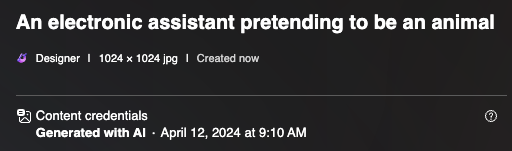 An electronic assistant pretending to be an animal
Designer | 1024 × 1024 jpg | Created now
Content credentials
Generated with AI · April 12, 2024 at 9:10 AM